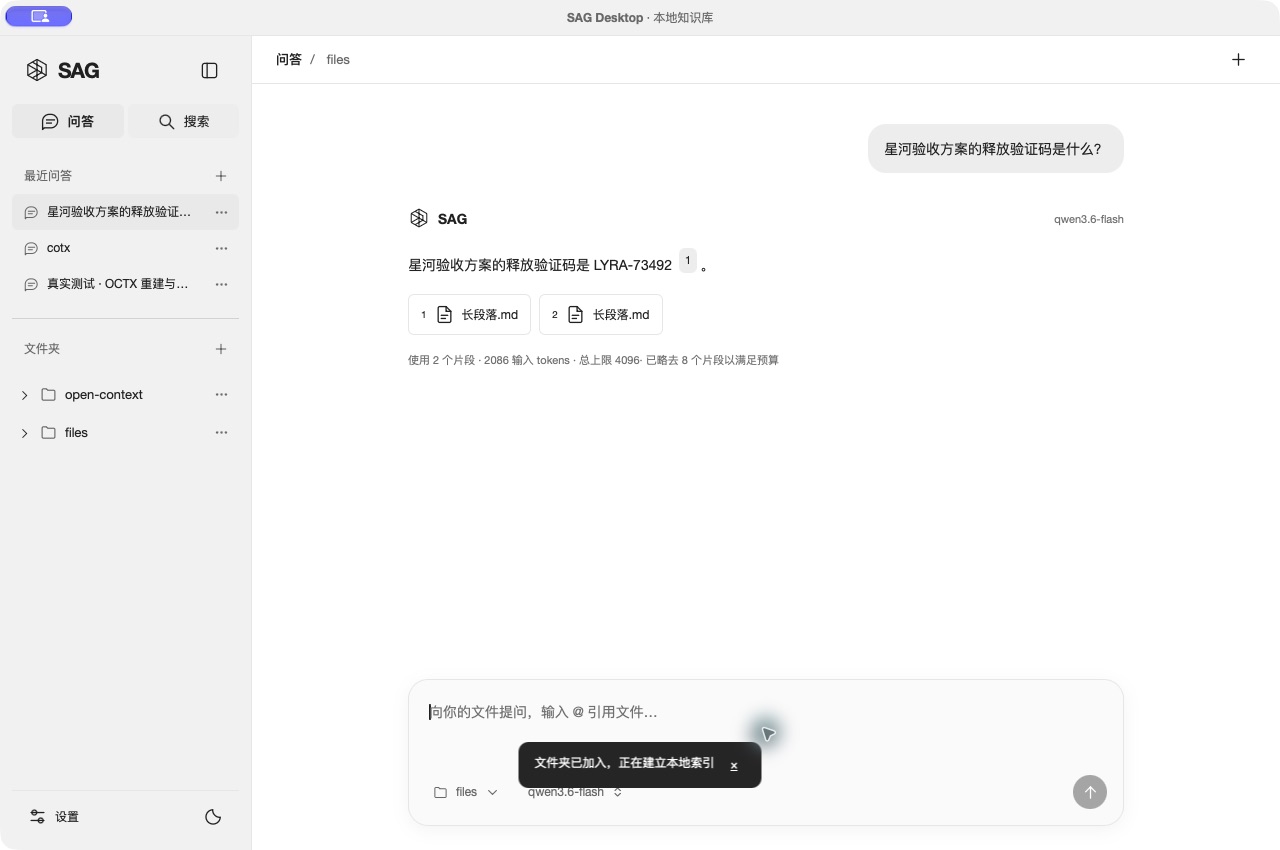 SAG Desktop · 本地知识库
SAG
问答
搜索
最近问答
星河验收方案的释放验证...
cotx
真实测试 · OCTX 重建与...
文件夹
open-context
files
设置
问答 / files
星河验收方案的释放验证码是什么?
SAG
qwen3.6-flash
星河验收方案的释放验证码是 LYRA-73492 1 。
1 长段落.md
2 长段落.md
使用 2 个片段 · 2086 输入 tokens · 总上限 4096· 已略去 8 个片段以满足预算
向你的文件提问，输入 @ 引用文件...
文件夹已加入，正在建立本地索引 ×
files
qwen3.6-flash